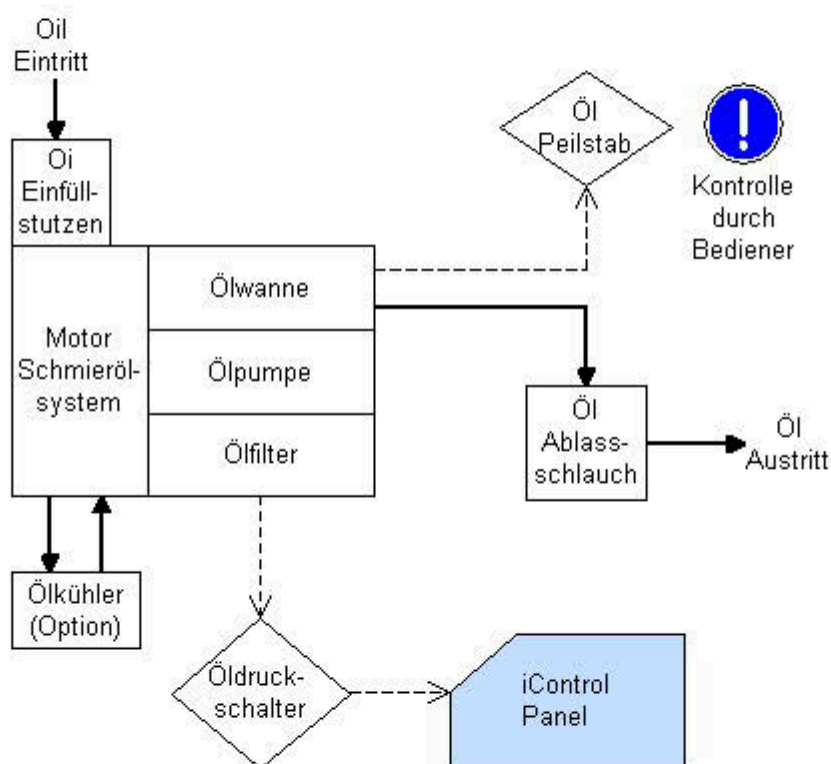 Oil
Eintritt
Oi
Einfüll-
stutzen
Öl
Peilstab
Kontrolle
durch
Bediener
Motor
Schmieröl-
system
Ölwanne
Ölpumpe
Ölfilter
Öl
Ablass-
schlauch
Öl
Austritt
Ölkühler
(Option)
Öldruck-
schalter
iControl
Panel